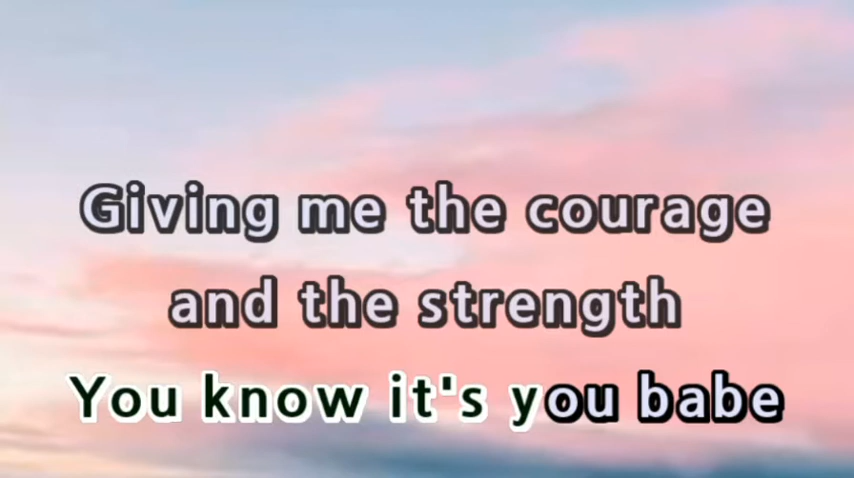 Giving me the courage
and the strength
You know it's you babe